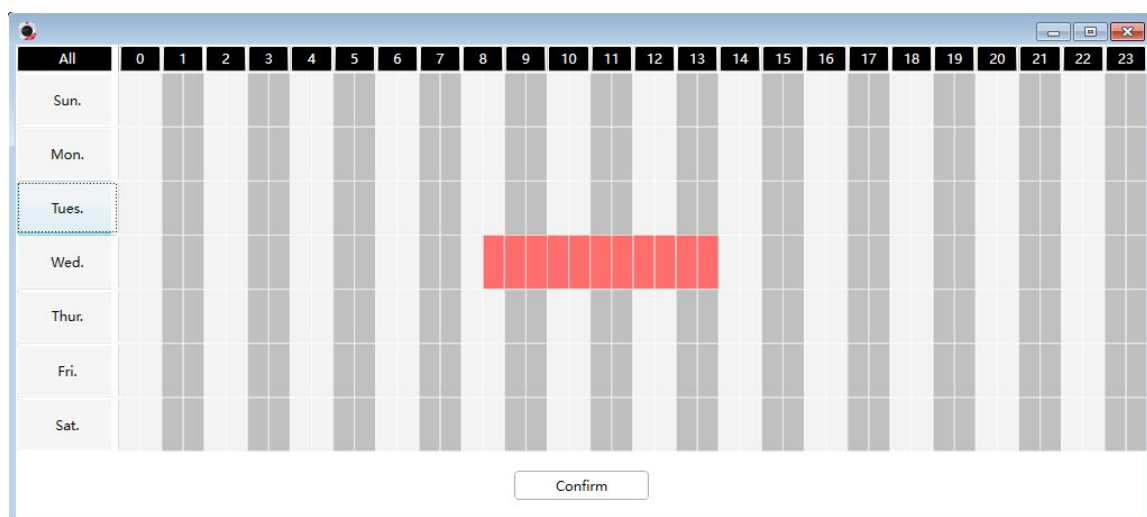 All 0 1 2 3 4 5 6 7 8 9 10 11 12 13 14 15 16 17 18 19 20 21 22 23
Sun.
Mon.
Tues.
Wed.
Thur.
Fri.
Sat.
Confirm